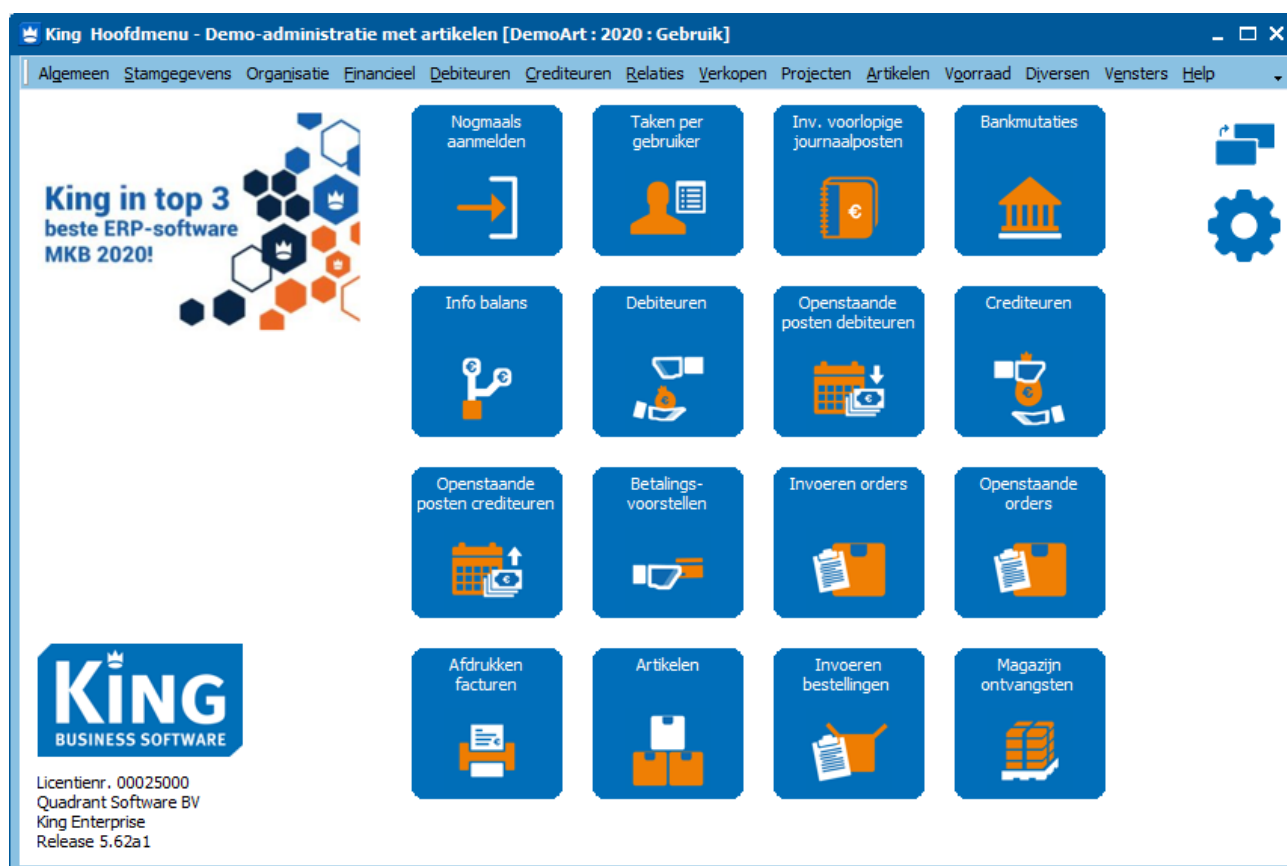 King Hoofdmenu - Demo-administratie met artikelen [DemoArt : 2020 : Gebruik]
Algemeen Stamgegevens Organisatie Financieel Debiteuren Crediteuren Relaties Verkopen Projecten Artikelen Voorraad Diversen Vensters Help
King in top 3
beste ERP-software
MKB 2020!
Nogmaals
aanmelden
Taken per
gebruiker
Inv. voorlopige
journaalposten
Bankmutaties
Info balans
Debiteuren
Openstaande
posten debiteuren
Crediteuren
Openstaande
posten crediteuren
Betalings-
voorstellen
Invoeren orders
Openstaande
orders
Afdrukken
facturen
Artikelen
Invoeren
bestellingen
Magazijn
ontvangsten
KING
BUSINESS SOFTWARE
Licentienr. 00025000
Quadrant Software BV
King Enterprise
Release 5.62a1